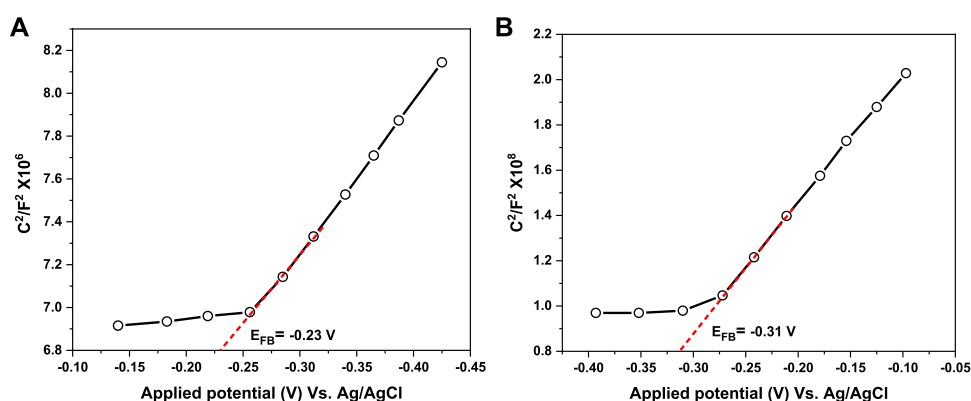 A
8.2
8.0
7.8
7.6
7.4
7.2
7.0
6.8
C²/F² X10⁶
E_FB= -0.23 V
-0.10 -0.15 -0.20 -0.25 -0.30 -0.35 -0.40 -0.45
Applied potential (V) Vs. Ag/AgCl
B
2.2
2.0
1.8
1.6
1.4
1.2
1.0
0.8
C²/F² X10⁸
E_FB= -0.31 V
-0.40 -0.35 -0.30 -0.25 -0.20 -0.15 -0.10 -0.05
Applied potential (V) Vs. Ag/AgCl